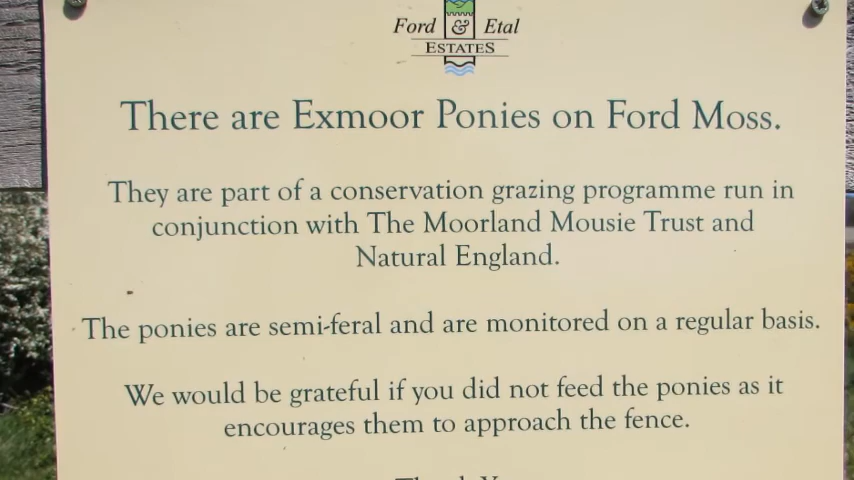 Ford & Etal
ESTATES
There are Exmoor Ponies on Ford Moss.
They are part of a conservation grazing programme run in
conjunction with The Moorland Mousie Trust and
Natural England.
The ponies are semi-feral and are monitored on a regular basis.
We would be grateful if you did not feed the ponies as it
encourages them to approach the fence.